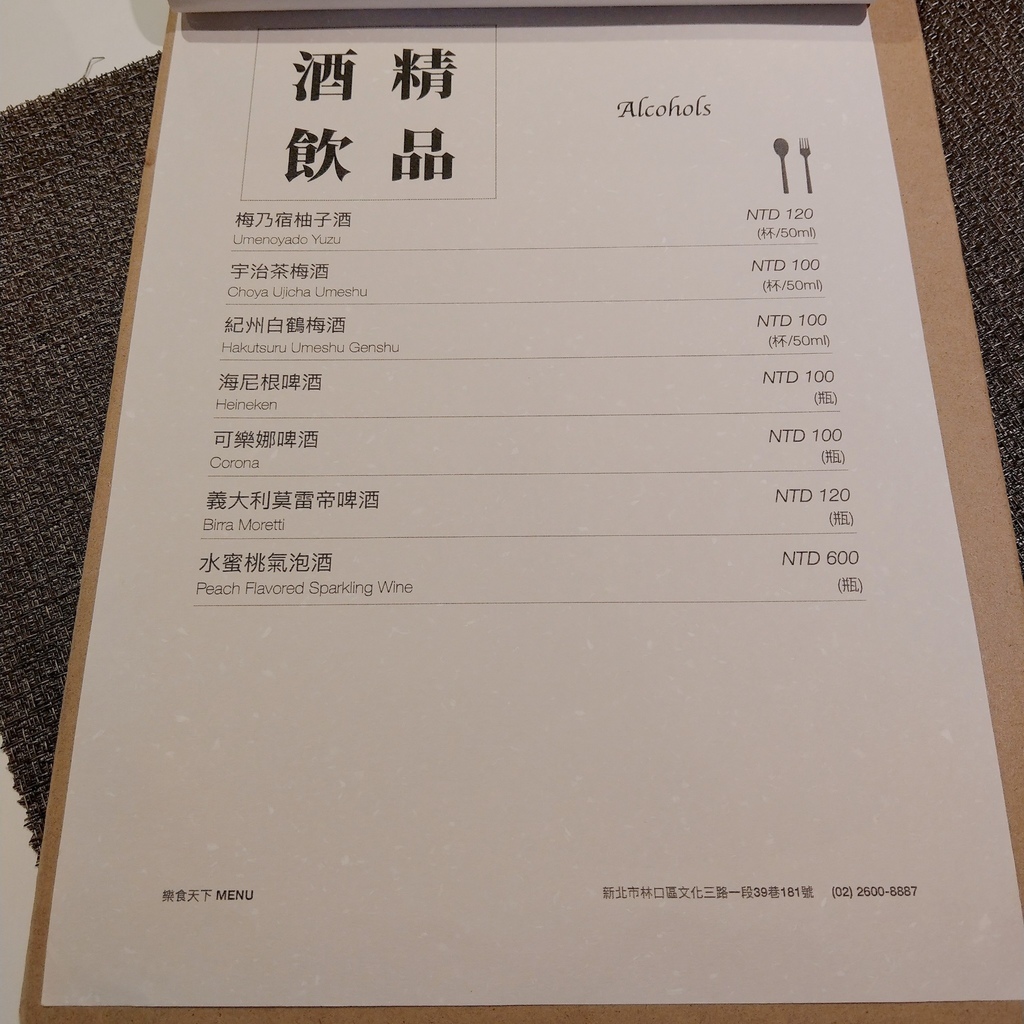 酒精
飲品
Alcohols
梅乃宿柚子酒 NTD 120
Umenoyado Yuzu (杯/50ml)
宇治茶梅酒 NTD 100
Choya Ujicha Umeshu (杯/50ml)
紀州白鶴梅酒 NTD 100
Hakutsuru Umeshu Genshu (杯/50ml)
海尼根啤酒 NTD 100
Heineken (瓶)
可樂娜啤酒 NTD 100
Corona (瓶)
義大利莫雷帝啤酒 NTD 120
Birra Moretti (瓶)
水蜜桃氣泡酒 NTD 600
Peach Flavored Sparkling Wine (瓶)
樂食天下 MENU 新北市林口區文化三路一段39巷181號 (02) 2600-8887